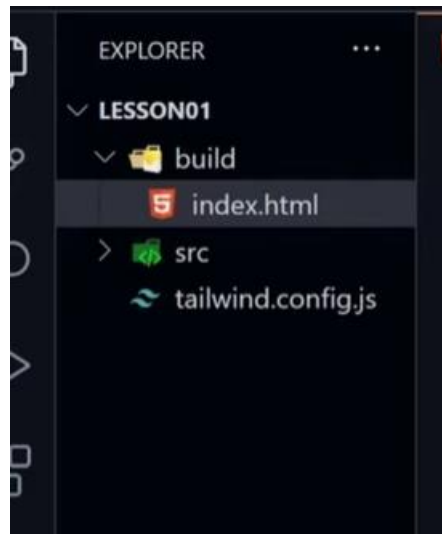 EXPLORER ...
LESSON01
build
index.html
src
tailwind.config.js